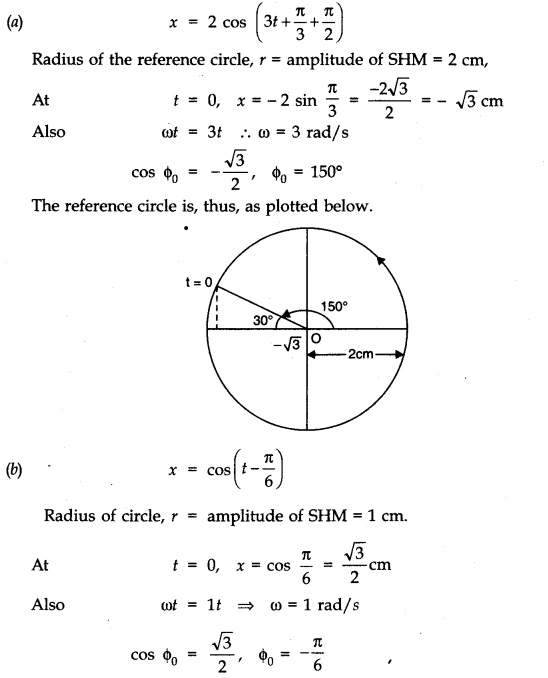 (a) x = 2 cos (3t + π/3 + π/2)
Radius of the reference circle, r = amplitude of SHM = 2 cm,
At t = 0, x = – 2 sin π/3 = –2√3/2 = – √3 cm
Also ωt = 3t ∴ ω = 3 rad/s
cos ϕ₀ = – √3/2, ϕ₀ = 150°
The reference circle is, thus, as plotted below.
t = 0
150°
30°
–√3
O
2cm
(b) x = cos (t – π/6)
Radius of circle, r = amplitude of SHM = 1 cm.
At t = 0, x = cos π/6 = √3/2 cm
Also ωt = 1t ⇒ ω = 1 rad/s
cos ϕ₀ = √3/2, ϕ₀ = – π/6